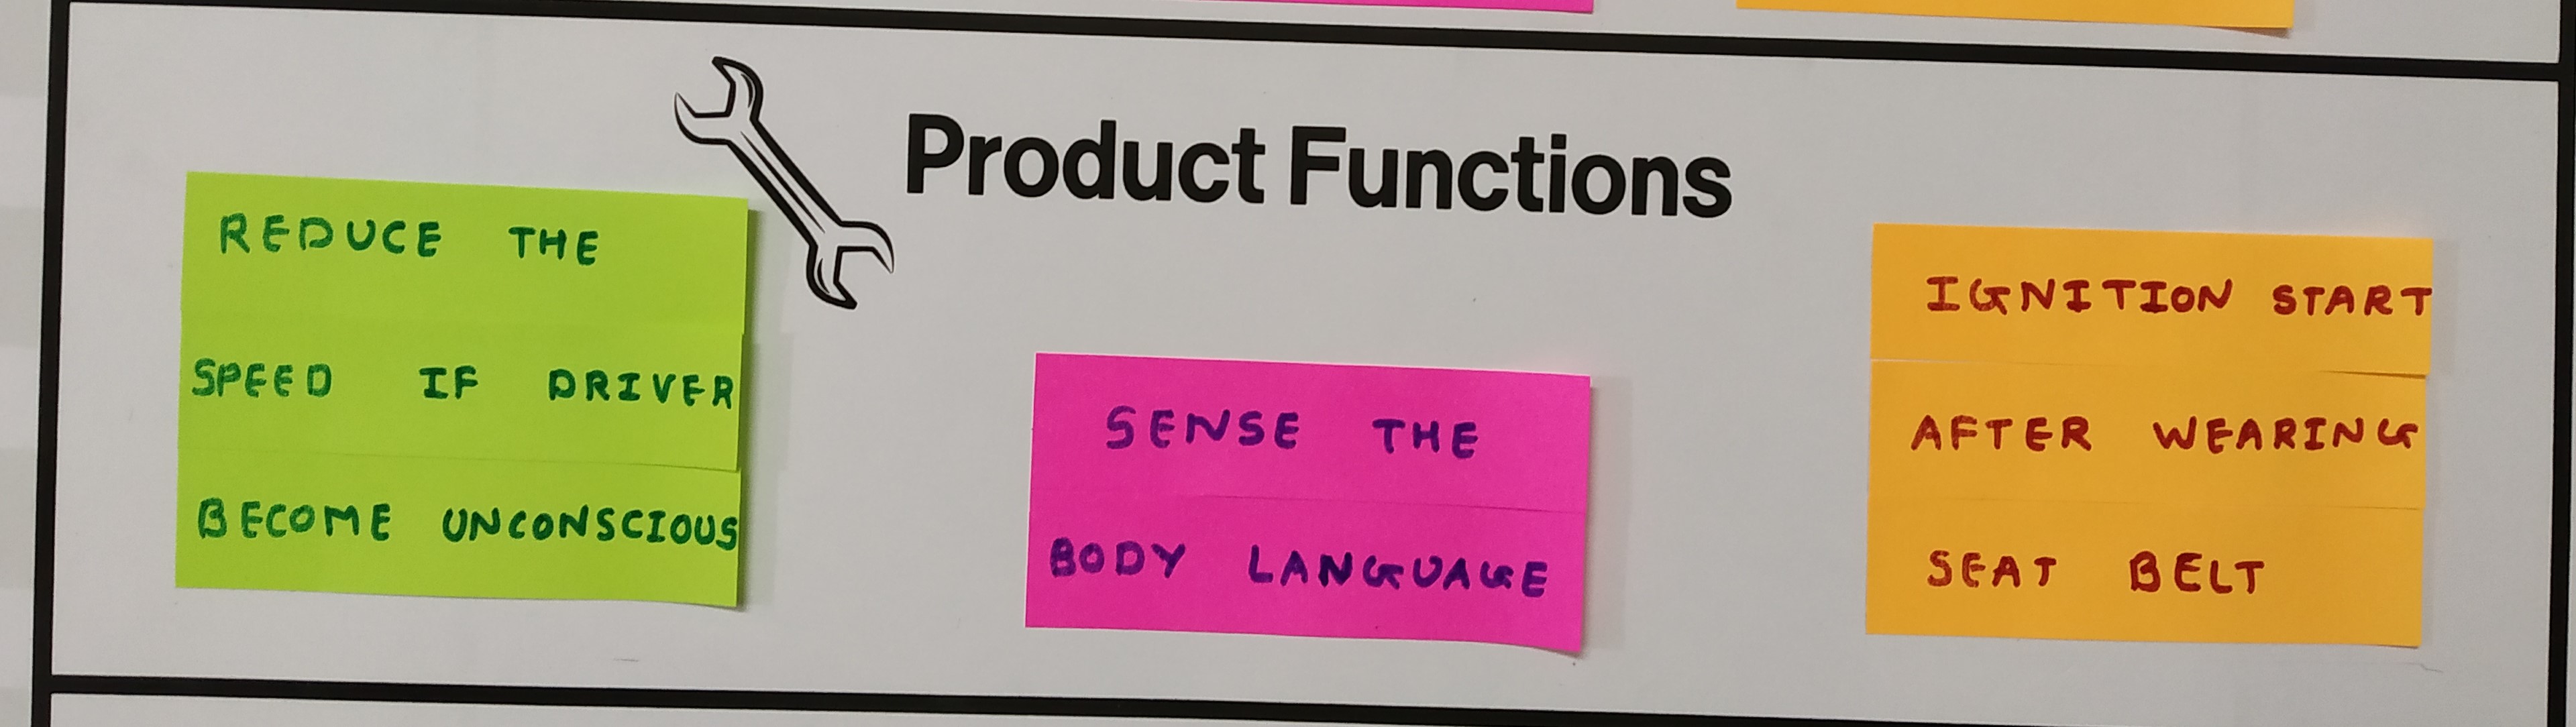 Product Functions
REDUCE THE
SPEED IF DRIVER
BECOME UNCONSCIOUS
SENSE THE
BODY LANGUAGE
IGNITION START
AFTER WEARING
SEAT BELT